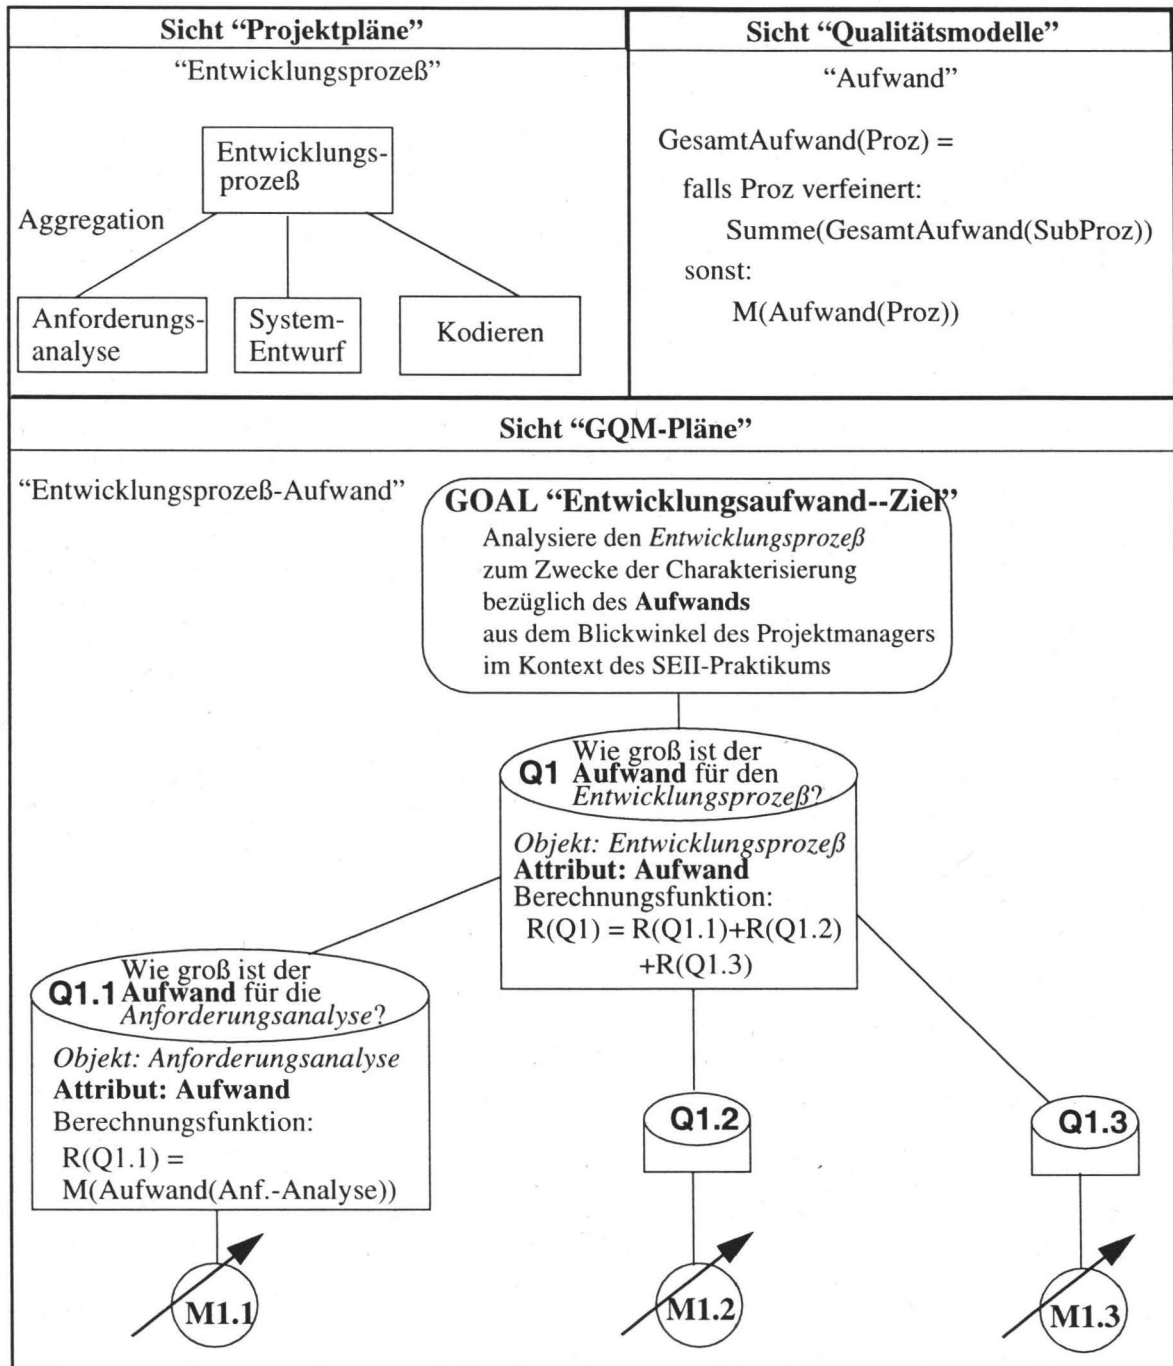 Sicht “Projektpläne”
“Entwicklungsprozeß”
Entwicklungs-
prozeß
Aggregation
Anforderungs-
analyse
System-
Entwurf
Kodieren
Sicht “Qualitätsmodelle”
“Aufwand”
GesamtAufwand(Proz) =
falls Proz verfeinert:
Summe(GesamtAufwand(SubProz))
sonst:
M(Aufwand(Proz))
Sicht “GQM-Pläne”
“Entwicklungsprozeß-Aufwand”
GOAL “Entwicklungsaufwand--Ziel”
Analysiere den Entwicklungsprozeß
zum Zwecke der Charakterisierung
bezüglich des Aufwands
aus dem Blickwinkel des Projektmanagers
im Kontext des SEII-Praktikums
Wie groß ist der
Q1 Aufwand für den
Entwicklungsprozeß?
Objekt: Entwicklungsprozeß
Attribut: Aufwand
Berechnungsfunktion:
R(Q1) = R(Q1.1)+R(Q1.2)
+R(Q1.3)
Wie groß ist der
Q1.1 Aufwand für die
Anforderungsanalyse?
Objekt: Anforderungsanalyse
Attribut: Aufwand
Berechnungsfunktion:
R(Q1.1) =
M(Aufwand(Anf.-Analyse))
Q1.2
Q1.3
M1.1
M1.2
M1.3